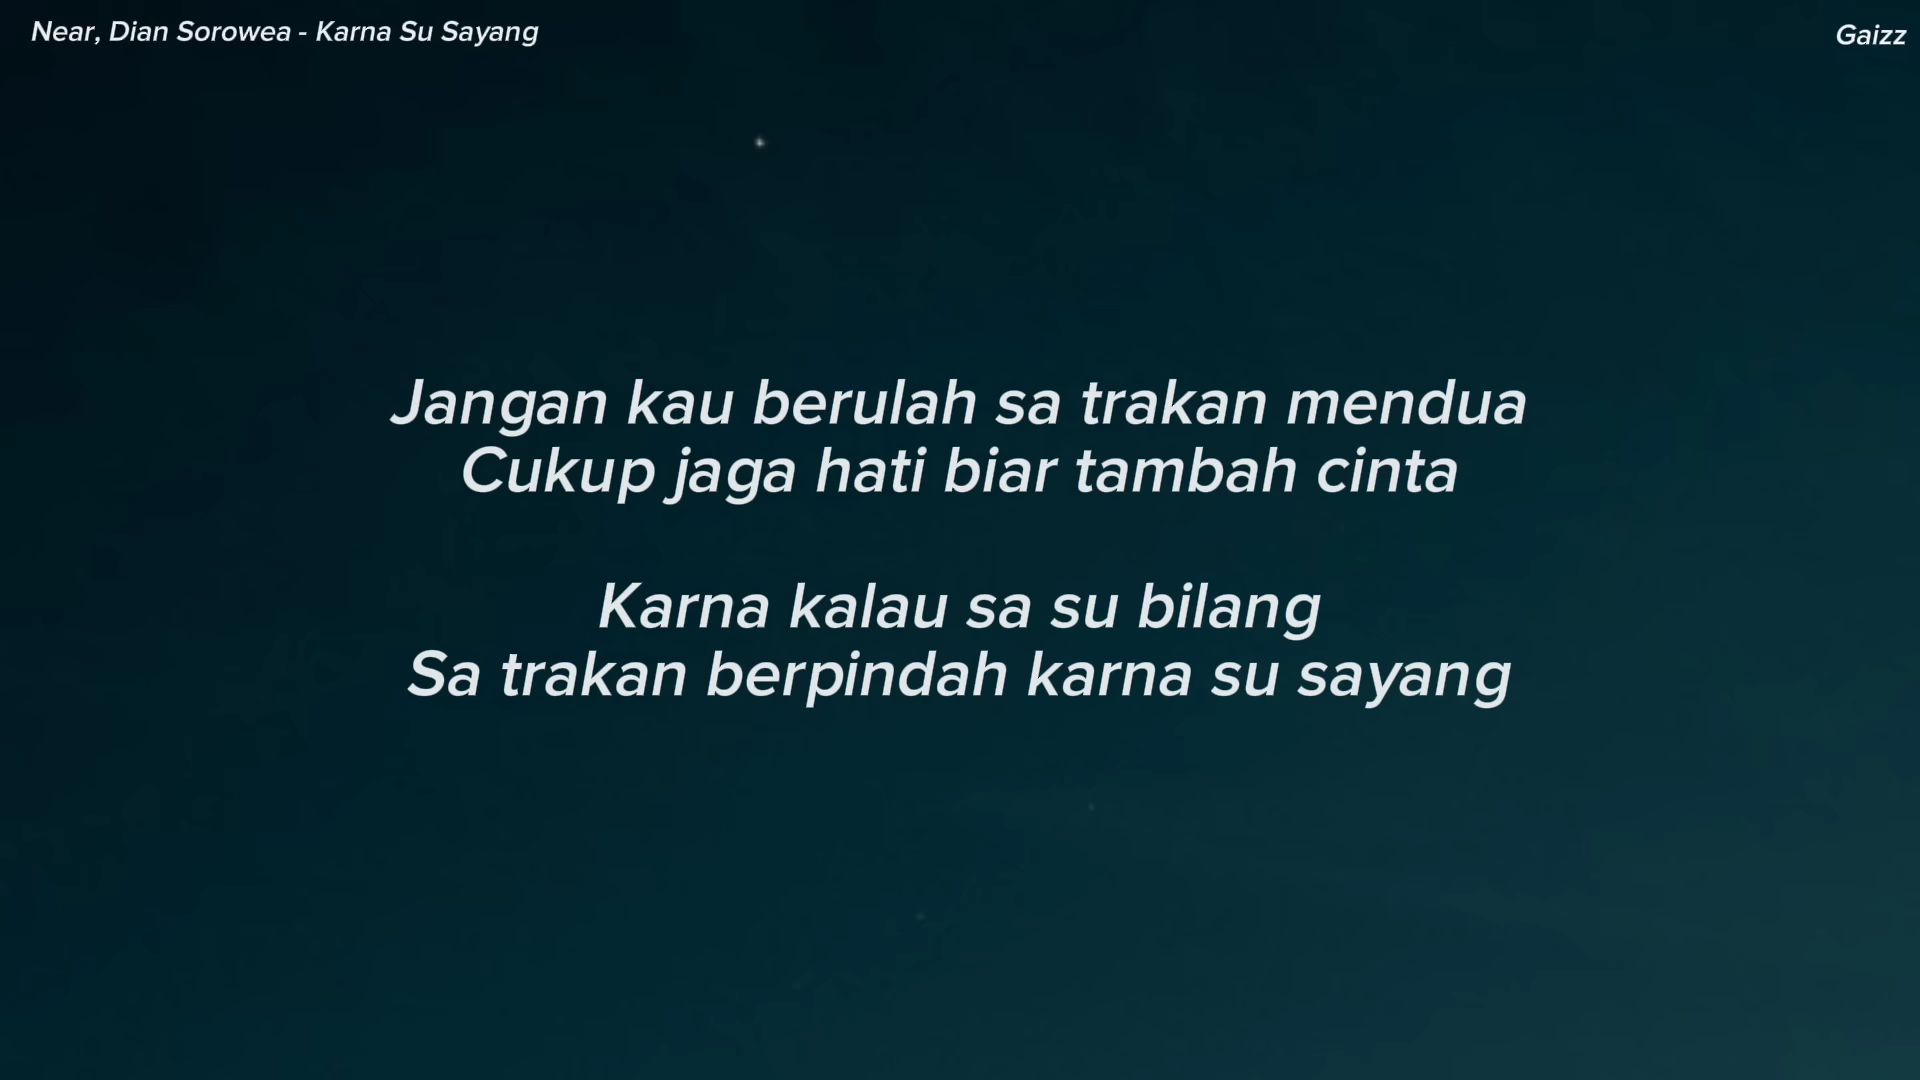 Near, Dian Sorowea - Karna Su Sayang
Gaizz
Jangan kau berulah sa trakan mendua
Cukup jaga hati biar tambah cinta
Karna kalau sa su bilang
Sa trakan berpindah karna su sayang